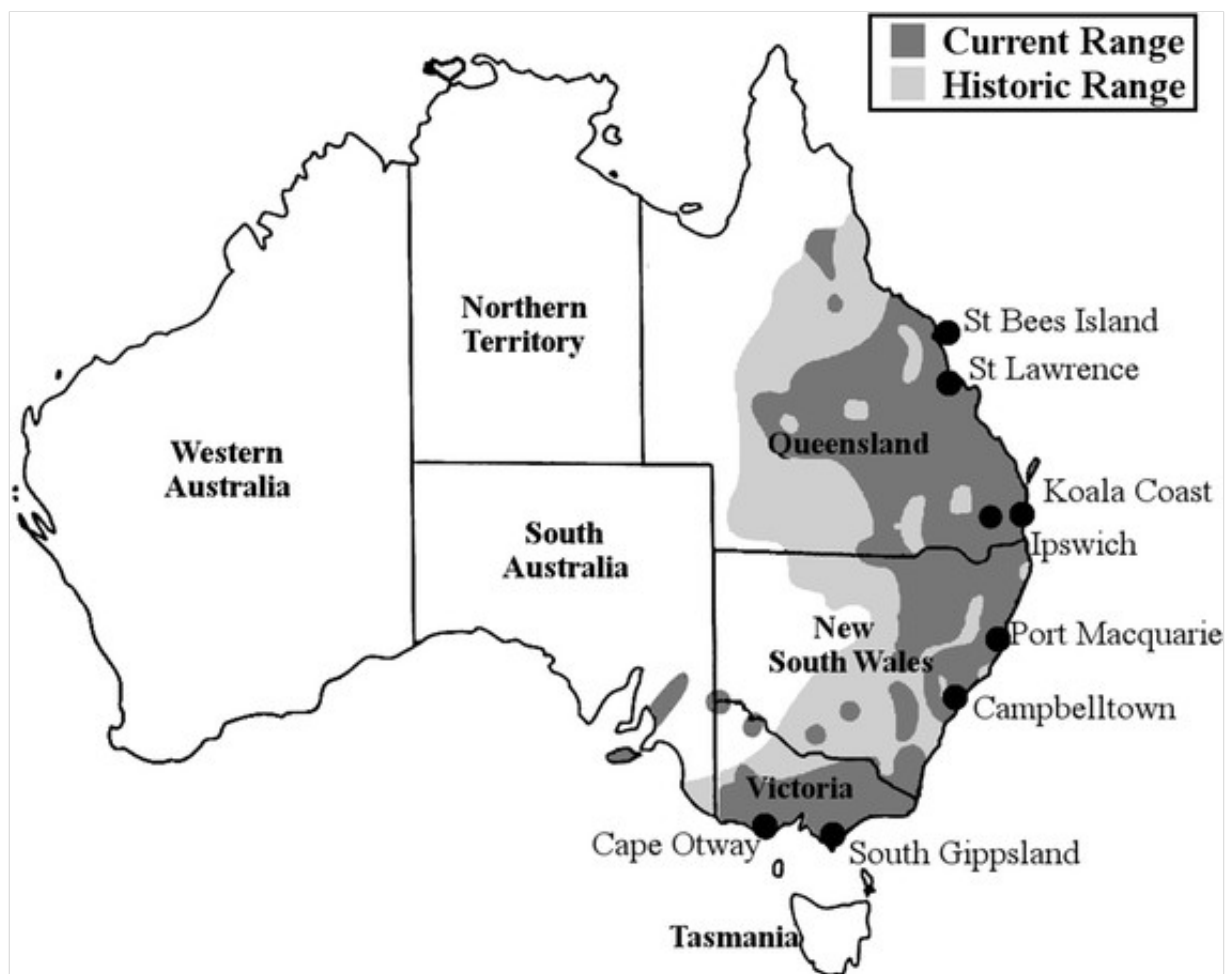 Current Range
Historic Range
Northern
Territory
St Bees Island
St Lawrence
Western
Australia
Queensland
Koala Coast
South
Australia
Ipswich
New
South Wales
Port Macquarie
Campbelltown
Victoria
Cape Otway
South Gippsland
Tasmania